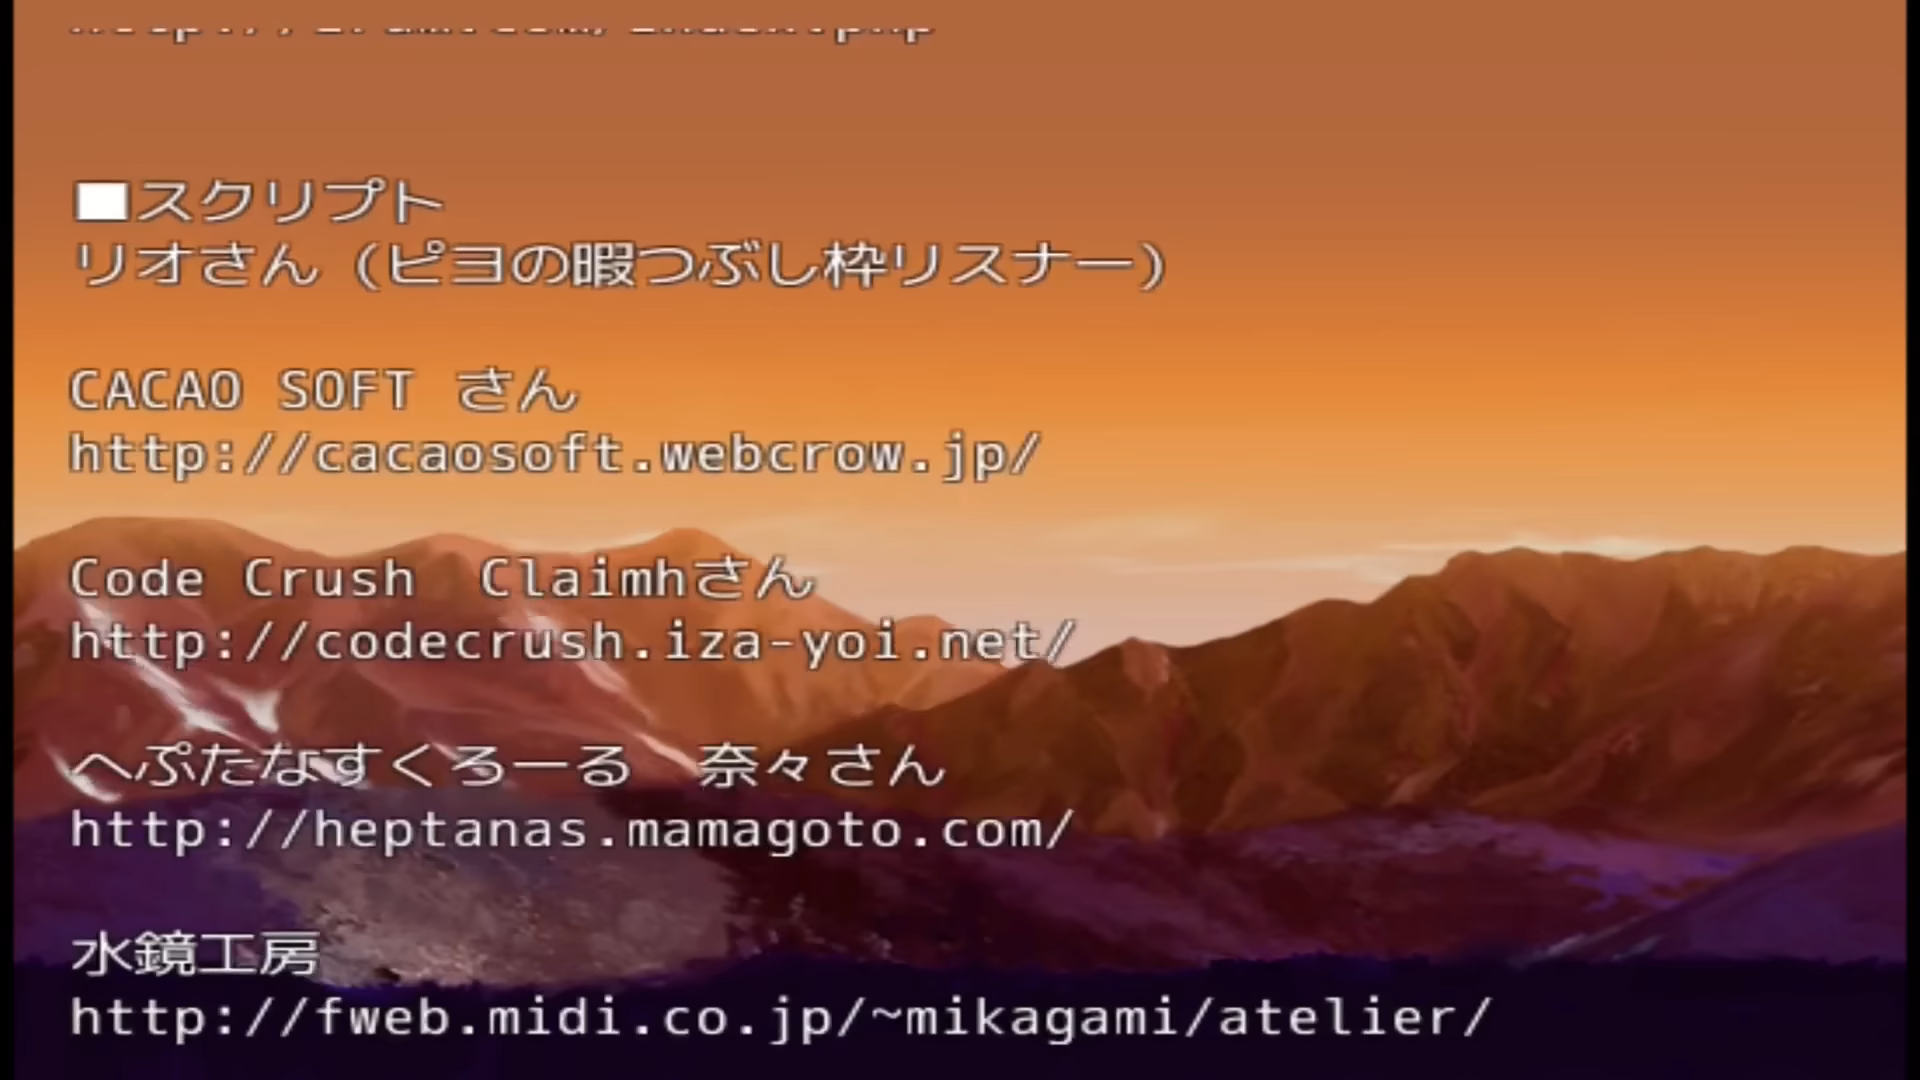 ■スクリプト
リオさん（ピヨの暇つぶし枠リスナー）
CACAO SOFT さん
http://cacaosoft.webcrow.jp/
Code Crush　Claimhさん
http://codecrush.iza-yoi.net/
へぷたなすくろーる　奈々さん
http://heptanas.mamagoto.com/
水鏡工房
http://fweb.midi.co.jp/~mikagami/atelier/